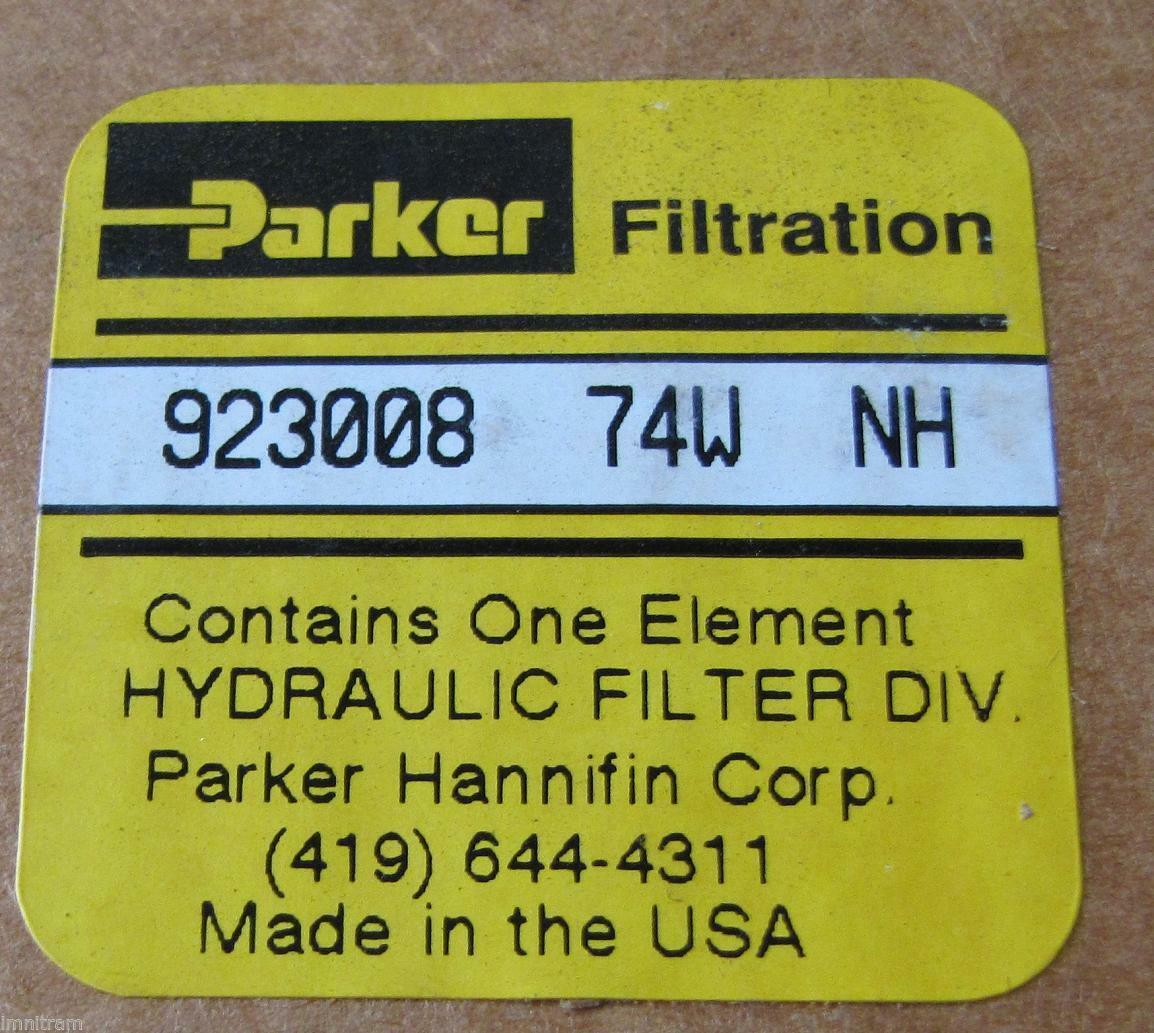 Parker Filtration
923008 74W NH
Contains One Element
HYDRAULIC FILTER DIV.
Parker Hannifin Corp.
(419) 644-4311
Made in the USA
imnitram